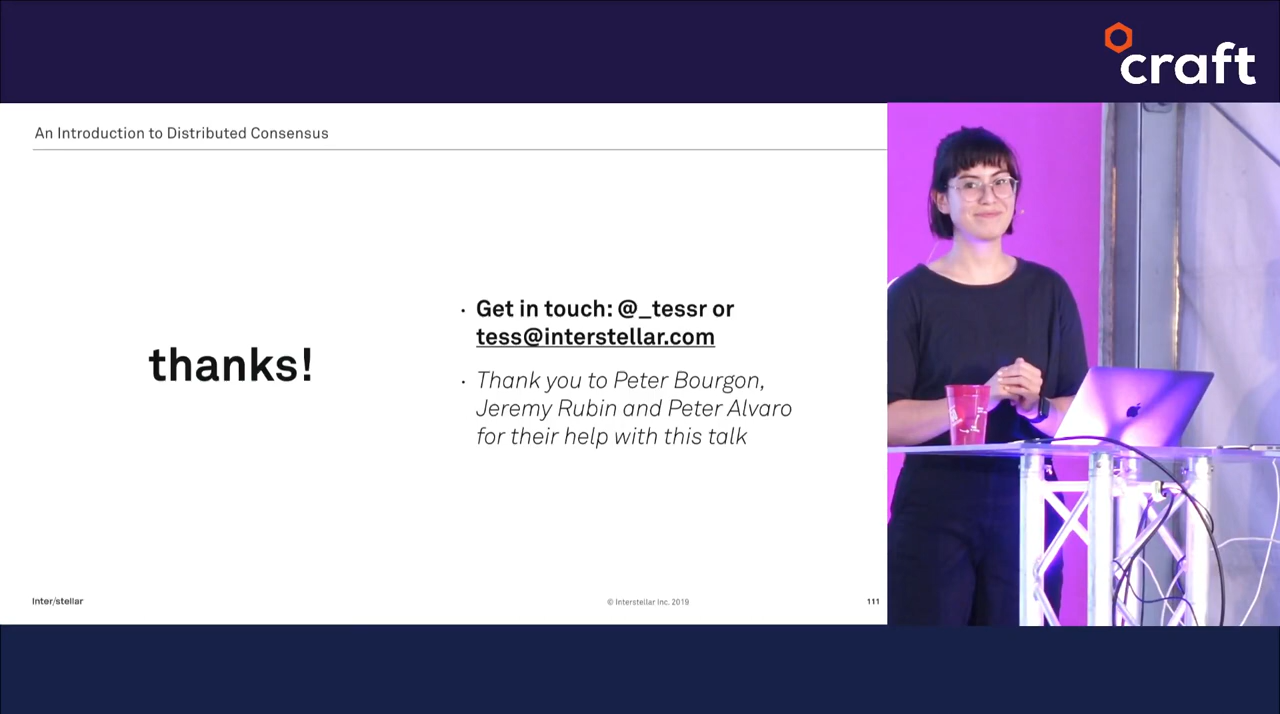 craft
An Introduction to Distributed Consensus
thanks!
· Get in touch: @_tessr or
tess@interstellar.com
· Thank you to Peter Bourgon,
Jeremy Rubin and Peter Alvaro
for their help with this talk
Inter/stellar
© Interstellar Inc. 2019
111